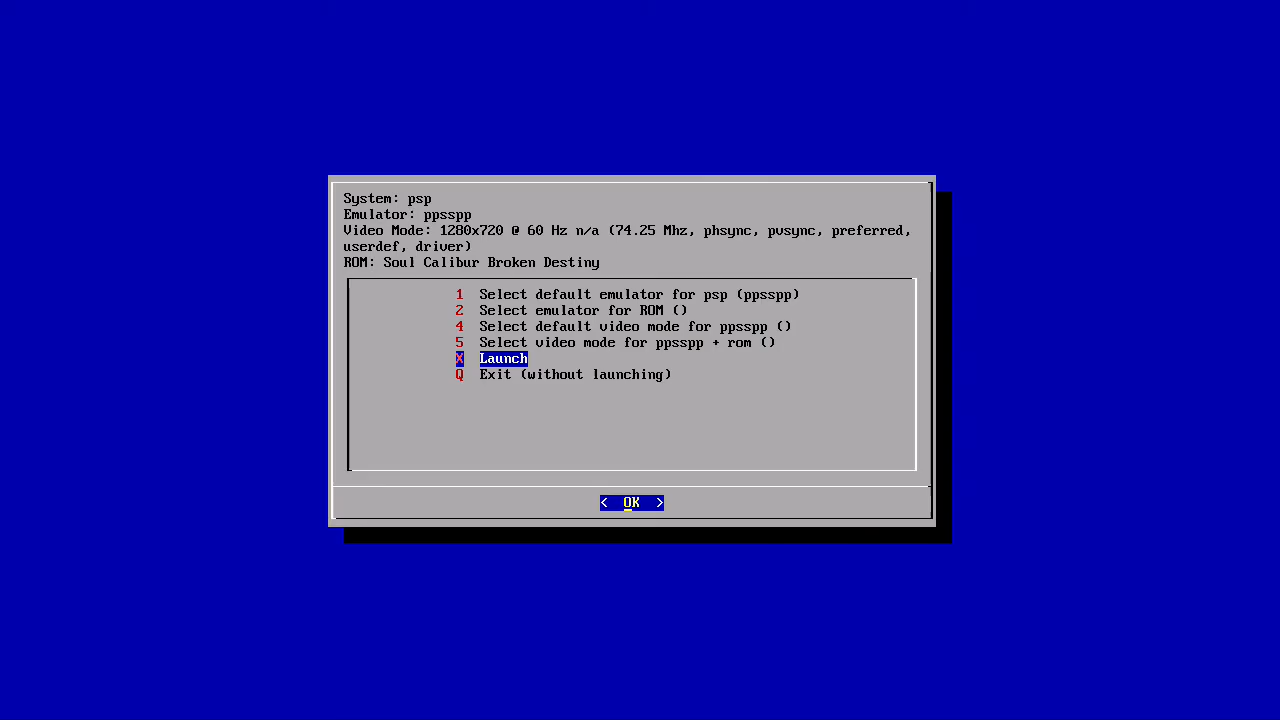 System: psp
Emulator: ppsspp
Video Mode: 1280x720 @ 60 Hz n/a (74.25 Mhz, phsync, pvsync, preferred,
userdef, driver)
ROM: Soul Calibur Broken Destiny
1 Select default emulator for psp (ppsspp)
2 Select emulator for ROM ()
4 Select default video mode for ppsspp ()
5 Select video mode for ppsspp + rom ()
X Launch
Q Exit (without launching)
< OK >